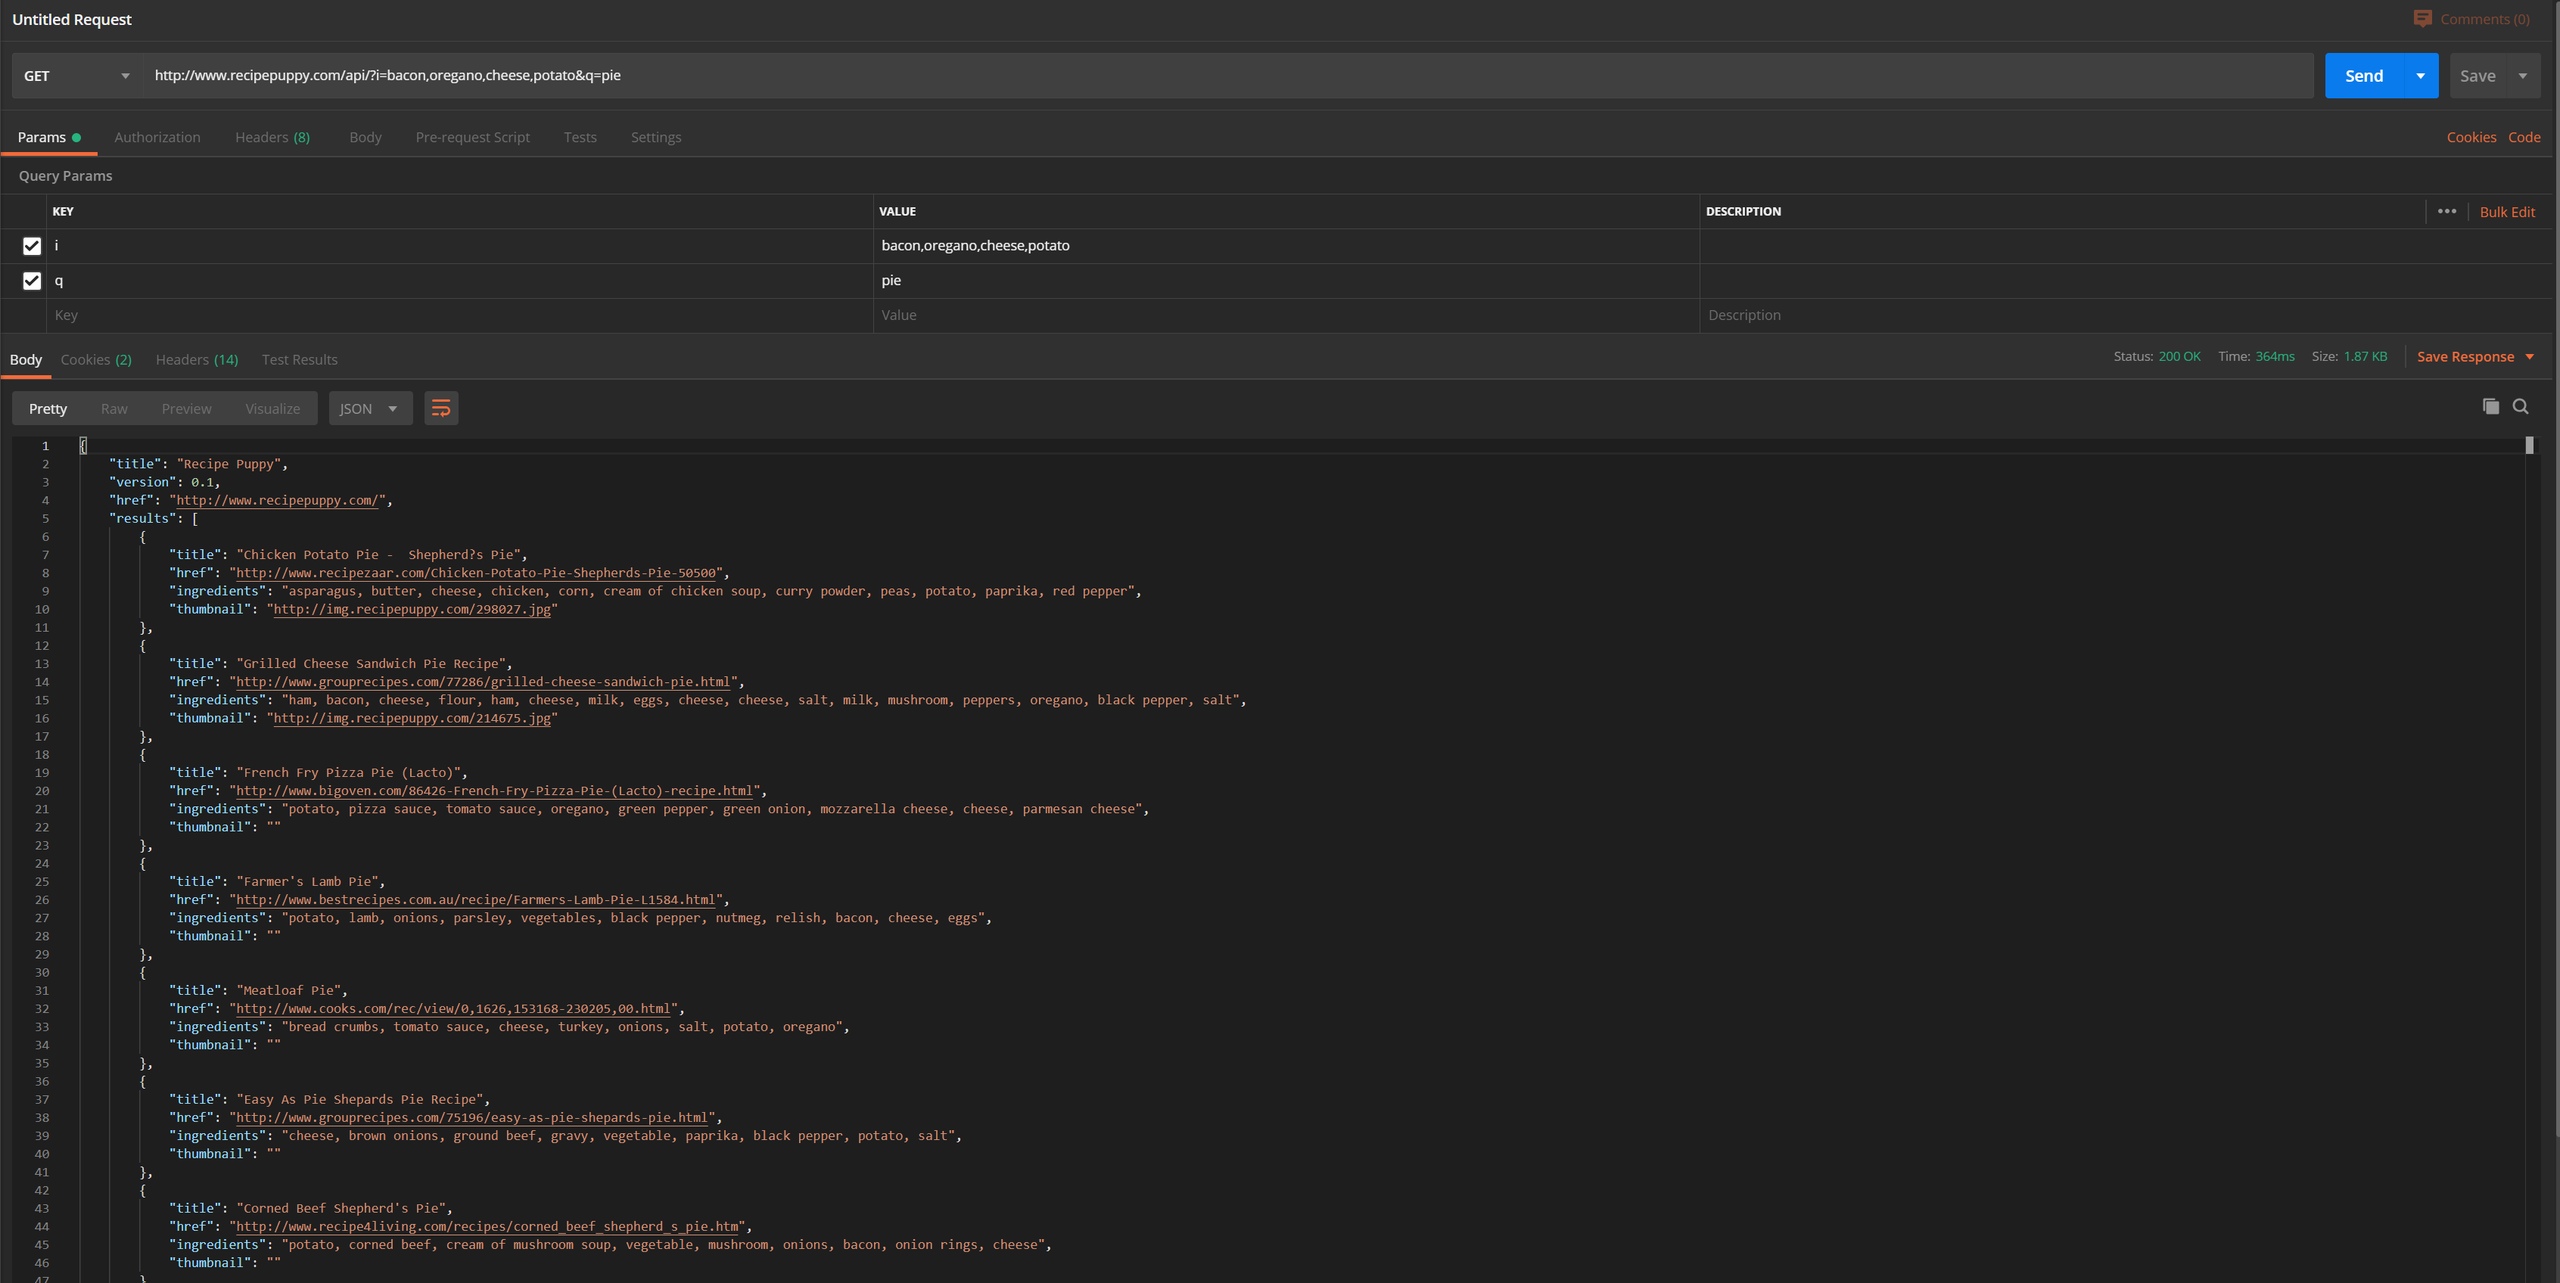 Untitled Request
Comments (0)
GET http://www.recipepuppy.com/api/?i=bacon,oregano,cheese,potato&q=pie Send Save
Params Authorization Headers (8) Body Pre-request Script Tests Settings Cookies Code
Query Params
KEY VALUE DESCRIPTION ••• Bulk Edit
i bacon,oregano,cheese,potato
q pie
Key Value Description
Body Cookies (2) Headers (14) Test Results Status: 200 OK Time: 364ms Size: 1.87 KB Save Response
Pretty Raw Preview Visualize JSON
1 {
2 "title": "Recipe Puppy",
3 "version": 0.1,
4 "href": "http://www.recipepuppy.com/",
5 "results": [
6 {
7 "title": "Chicken Potato Pie -  Shepherd?s Pie",
8 "href": "http://www.recipezaar.com/Chicken-Potato-Pie-Shepherds-Pie-50500",
9 "ingredients": "asparagus, butter, cheese, chicken, corn, cream of chicken soup, curry powder, peas, potato, paprika, red pepper",
10 "thumbnail": "http://img.recipepuppy.com/298027.jpg"
11 },
12 {
13 "title": "Grilled Cheese Sandwich Pie Recipe",
14 "href": "http://www.grouprecipes.com/77286/grilled-cheese-sandwich-pie.html",
15 "ingredients": "ham, bacon, cheese, flour, ham, cheese, milk, eggs, cheese, cheese, salt, milk, mushroom, peppers, oregano, black pepper, salt",
16 "thumbnail": "http://img.recipepuppy.com/214675.jpg"
17 },
18 {
19 "title": "French Fry Pizza Pie (Lacto)",
20 "href": "http://www.bigoven.com/86426-French-Fry-Pizza-Pie-(Lacto)-recipe.html",
21 "ingredients": "potato, pizza sauce, tomato sauce, oregano, green pepper, green onion, mozzarella cheese, cheese, parmesan cheese",
22 "thumbnail": ""
23 },
24 {
25 "title": "Farmer's Lamb Pie",
26 "href": "http://www.bestrecipes.com.au/recipe/Farmers-Lamb-Pie-L1584.html",
27 "ingredients": "potato, lamb, onions, parsley, vegetables, black pepper, nutmeg, relish, bacon, cheese, eggs",
28 "thumbnail": ""
29 },
30 {
31 "title": "Meatloaf Pie",
32 "href": "http://www.cooks.com/rec/view/0,1626,153168-230205,00.html",
33 "ingredients": "bread crumbs, tomato sauce, cheese, turkey, onions, salt, potato, oregano",
34 "thumbnail": ""
35 },
36 {
37 "title": "Easy As Pie Shepards Pie Recipe",
38 "href": "http://www.grouprecipes.com/75196/easy-as-pie-shepards-pie.html",
39 "ingredients": "cheese, brown onions, ground beef, gravy, vegetable, paprika, black pepper, potato, salt",
40 "thumbnail": ""
41 },
42 {
43 "title": "Corned Beef Shepherd's Pie",
44 "href": "http://www.recipe4living.com/recipes/corned_beef_shepherd_s_pie.htm",
45 "ingredients": "potato, corned beef, cream of mushroom soup, vegetable, mushroom, onions, bacon, onion rings, cheese",
46 "thumbnail": ""
47 }